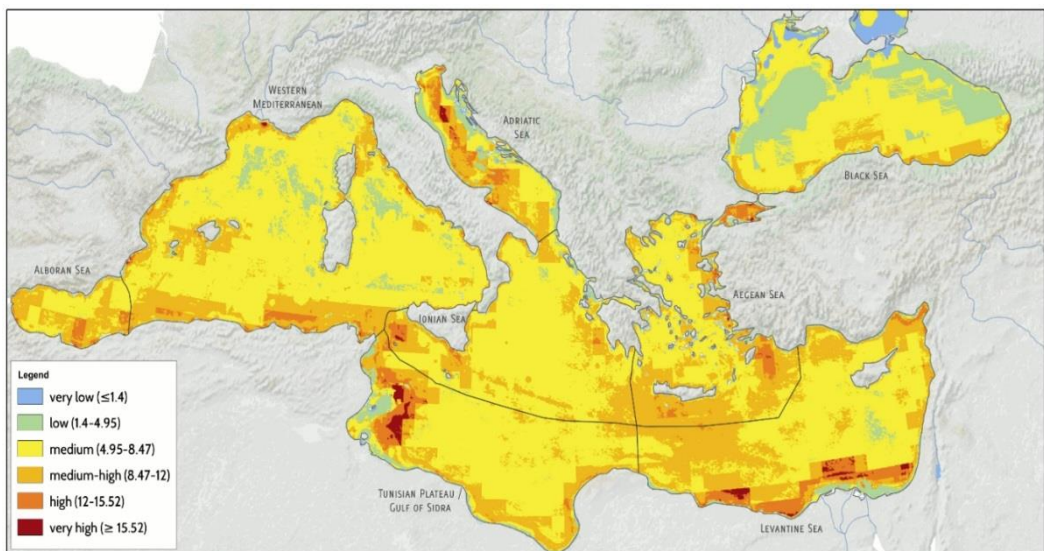 WESTERN
MEDITERRANEAN
ADRIATIC
SEA
BLACK SEA
ALBORAN SEA
IONIAN SEA
AEGEAN SEA
Legend
very low (≤1.4)
low (1.4-4.95)
medium (4.95-8.47)
medium-high (8.47-12)
high (12-15.52)
very high (≥ 15.52)
TUNISIAN PLATEAU /
GULF OF SIDRA
LEVANTINE SEA